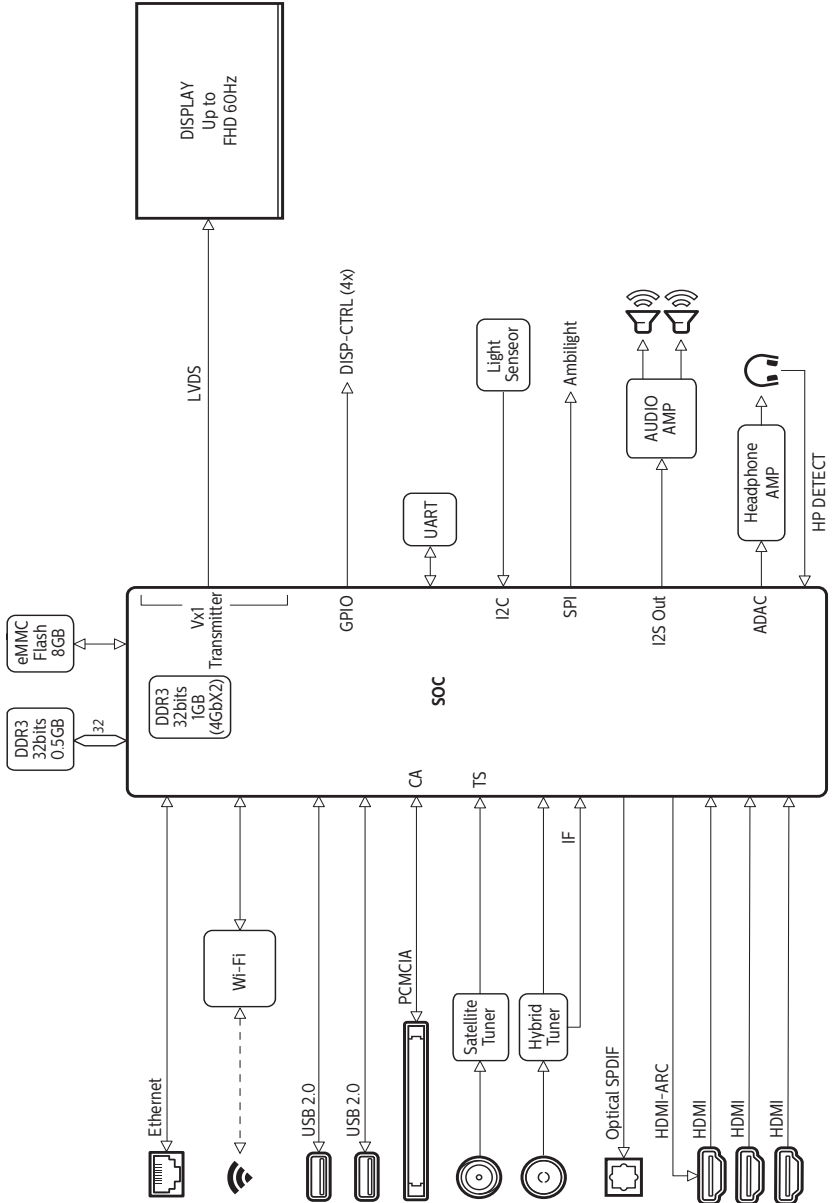 Ethernet
Wi-Fi
USB 2.0
USB 2.0
PCMCIA
Satellite
Tuner
Hybrid
Tuner
IF
Optical SPDIF
HDMI-ARC
HDMI
HDMI
HDMI
DDR3
32bits
0.5GB
32
eMMC
Flash
8GB
CA
TS
DDR3
32bits
1GB
(4GbX2)
SOC
Vx1
Transmitter
GPIO
I2C
SPI
I2S Out
ADAC
LVDS
DISPLAY
Up to
FHD 60Hz
DISP-CTRL (4x)
UART
Light
Senseor
Ambilight
AUDIO
AMP
Headphone
AMP
HP DETECT